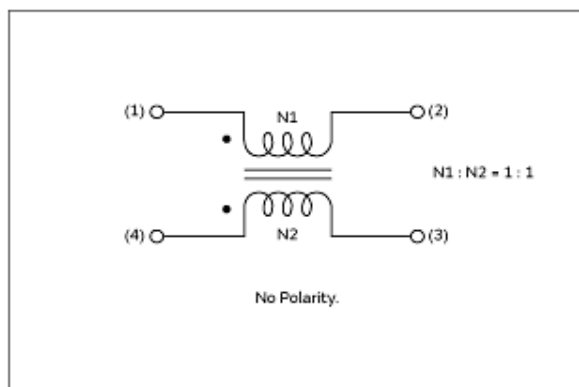 (1) N1 (2)
N1 : N2 = 1 : 1
(4) N2 (3)
No Polarity.